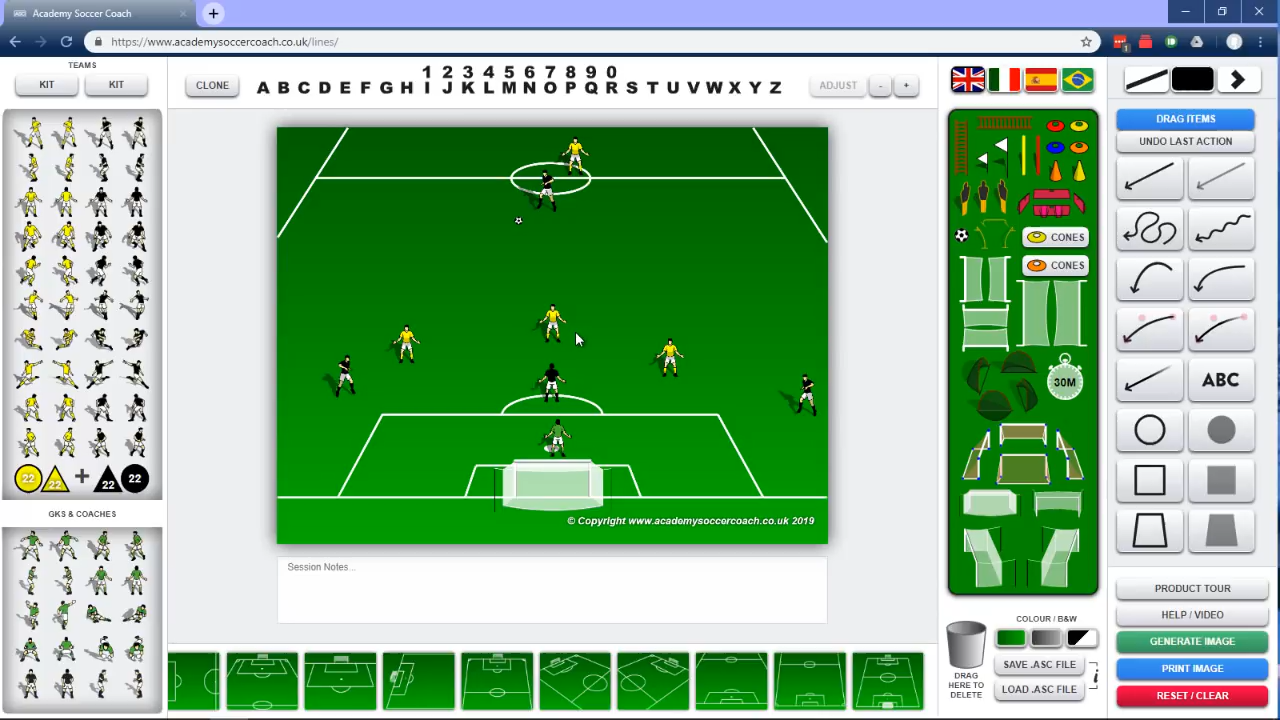 Academy Soccer Coach
https://www.academysoccercoach.co.uk/lines/
TEAMS
KIT
KIT
CLONE
1 2 3 4 5 6 7 8 9 0
A B C D E F G H I J K L M N O P Q R S T U V W X Y Z
ADJUST
-
+
DRAG ITEMS
UNDO LAST ACTION
CONES
CONES
30M
ABC
22
22
+
22
22
GKS & COACHES
© Copyright www.academysoccercoach.co.uk 2019
Session Notes...
COLOUR / B&W
DRAG
HERE TO
DELETE
SAVE .ASC FILE
LOAD .ASC FILE
i
PRODUCT TOUR
HELP / VIDEO
GENERATE IMAGE
PRINT IMAGE
RESET / CLEAR